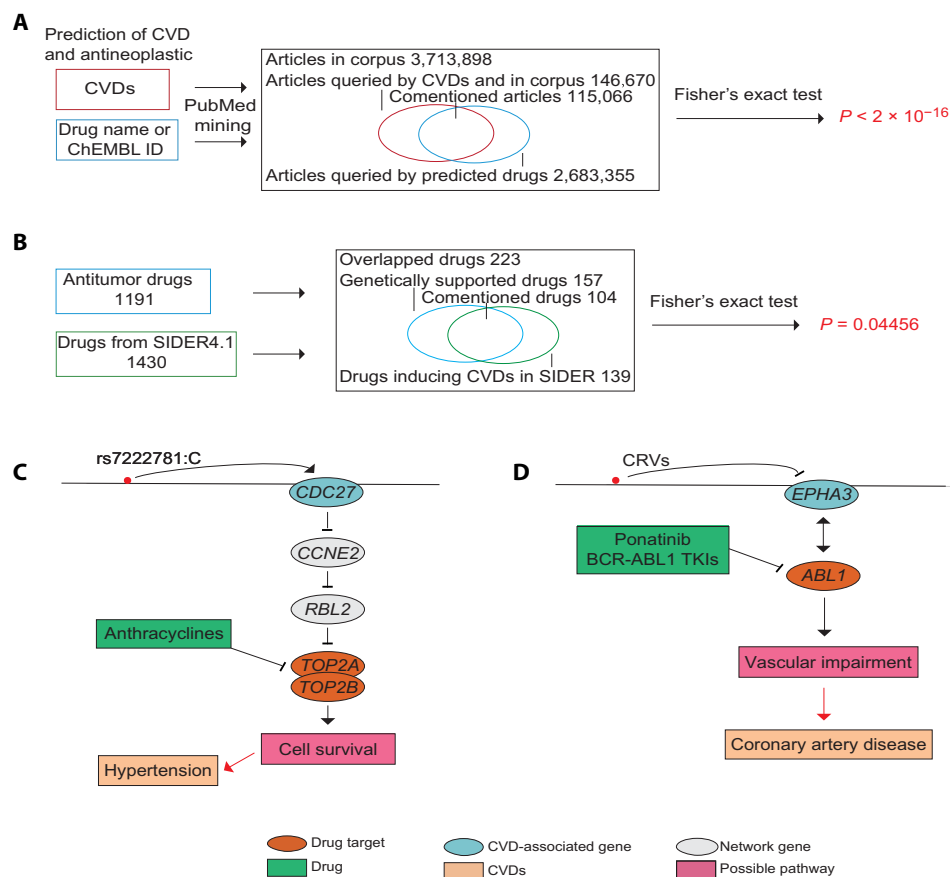 A
Prediction of CVD
and antineoplastic
CVDs
Drug name or
ChEMBL ID
PubMed
mining
Articles in corpus 3,713,898
Articles queried by CVDs and in corpus 146,670
Comentioned articles 115,066
Articles queried by predicted drugs 2,683,355
Fisher's exact test
P < 2 × 10⁻¹⁶
B
Antitumor drugs
1191
Drugs from SIDER4.1
1430
Overlapped drugs 223
Genetically supported drugs 157
Comentioned drugs 104
Drugs inducing CVDs in SIDER 139
Fisher's exact test
P = 0.04456
C
rs7222781:C
CDC27
CCNE2
RBL2
Anthracyclines
TOP2A
TOP2B
Cell survival
Hypertension
D
CRVs
EPHA3
Ponatinib
BCR-ABL1 TKIs
ABL1
Vascular impairment
Coronary artery disease
Drug target
CVD-associated gene
Network gene
Drug
CVDs
Possible pathway